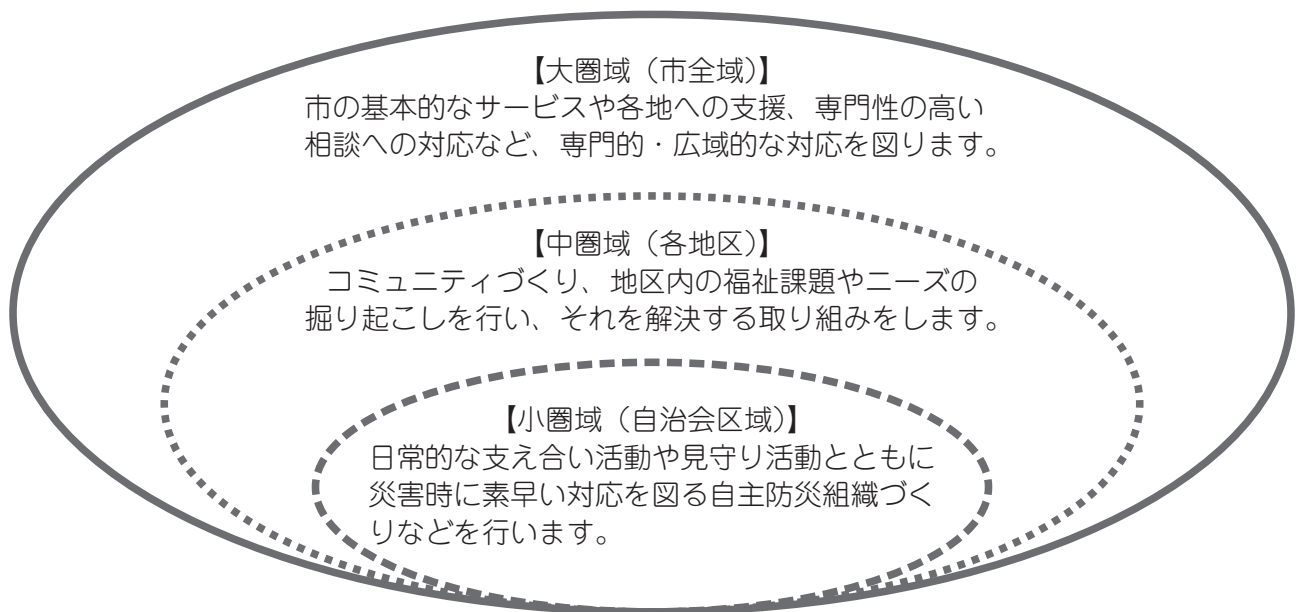 【大圏域（市全域）】
市の基本的なサービスや各地への支援、専門性の高い
相談への対応など、専門的・広域的な対応を図ります。
【中圏域（各地区）】
コミュニティづくり、地区内の福祉課題やニーズの
掘り起こしを行い、それを解決する取り組みをします。
【小圏域（自治会区域）】
日常的な支え合い活動や見守り活動とともに
災害時に素早い対応を図る自主防災組織づく
りなどを行います。